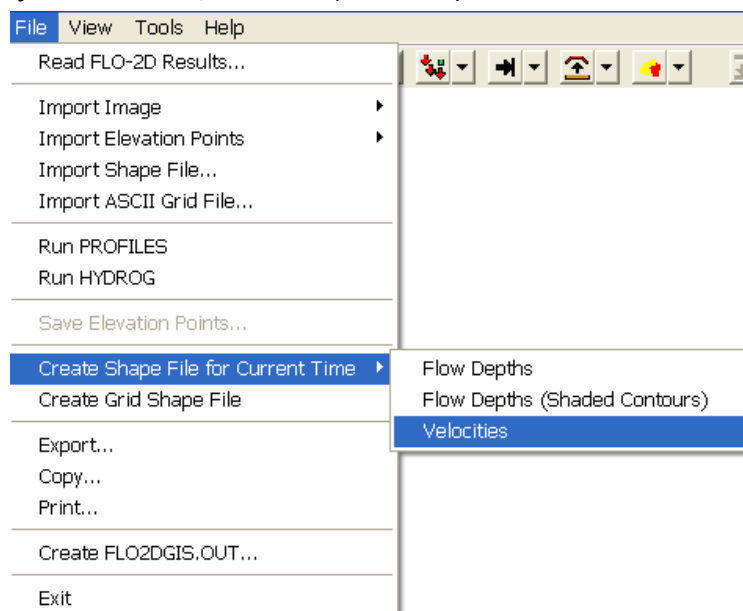 File View Tools Help
Read FLO-2D Results...
Import Image
Import Elevation Points
Import Shape File...
Import ASCII Grid File...
Run PROFILES
Run HYDROG
Save Elevation Points...
Create Shape File for Current Time
Flow Depths
Create Grid Shape File
Flow Depths (Shaded Contours)
Velocities
Export...
Copy...
Print...
Create FLO2DGIS.OUT...
Exit